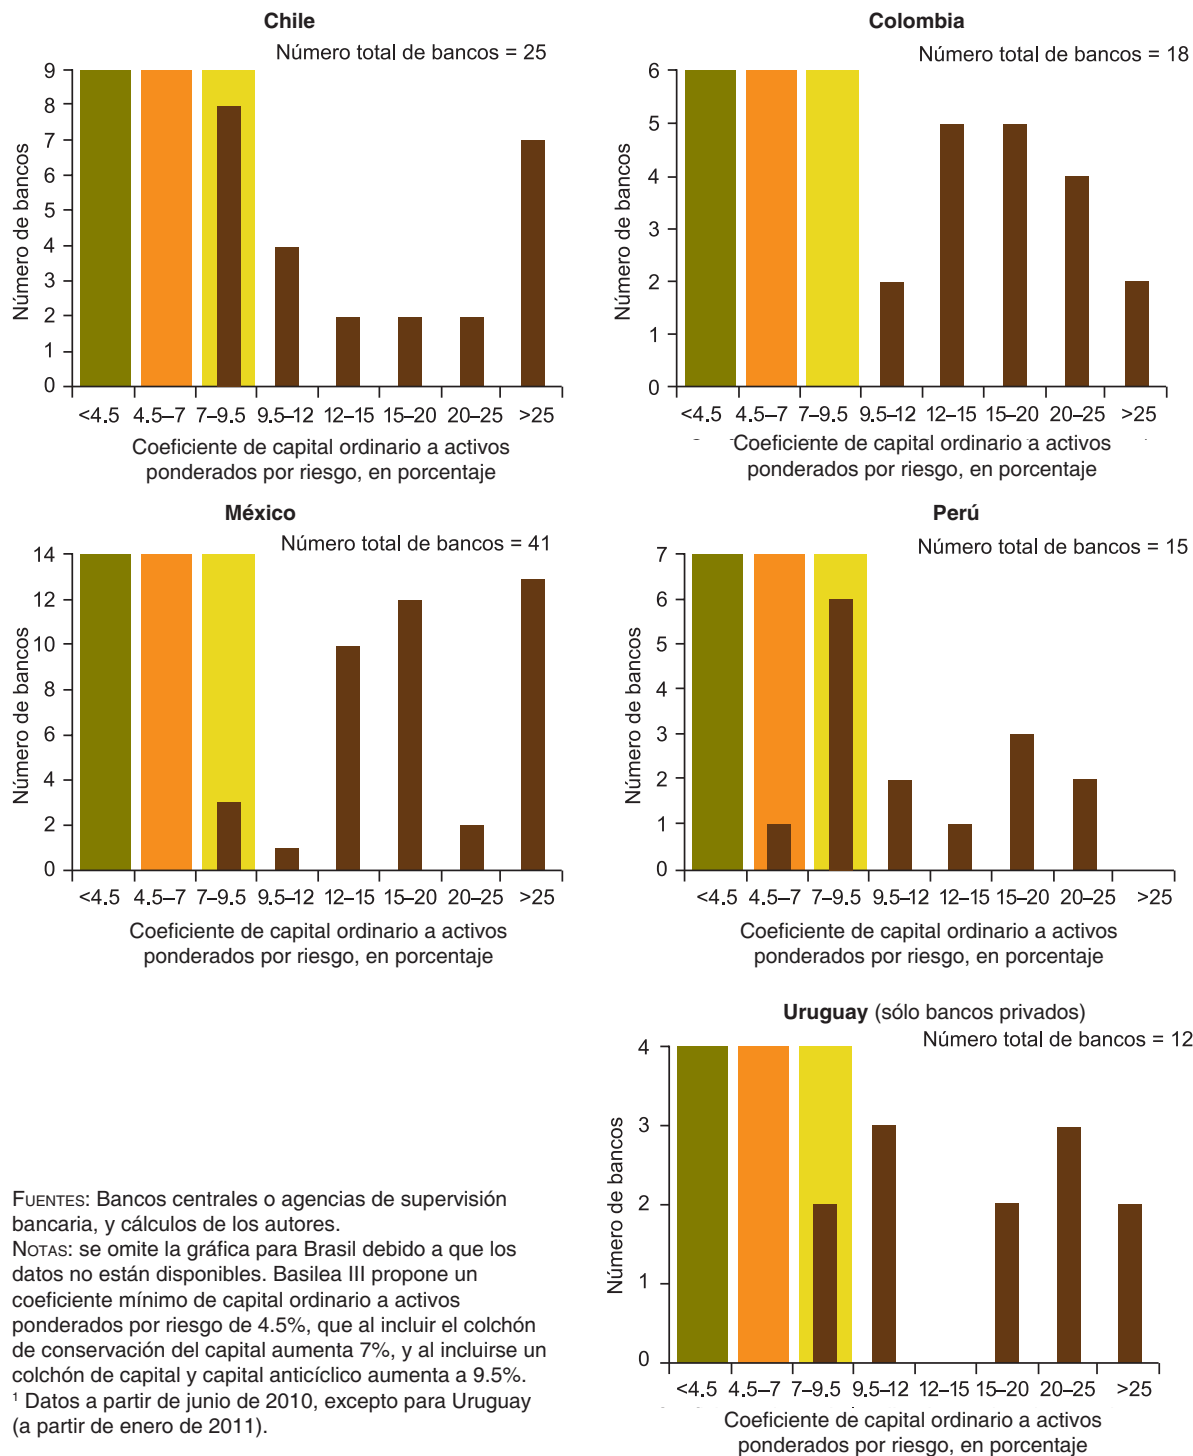 Chile
Número total de bancos = 25
9
8
7
6
5
4
3
2
1
0
Número de bancos
<4.5 4.5–7 7–9.5 9.5–12 12–15 15–20 20–25 >25
Coeficiente de capital ordinario a activos
ponderados por riesgo, en porcentaje
Colombia
Número total de bancos = 18
6
5
4
3
2
1
0
Número de bancos
<4.5 4.5–7 7–9.5 9.5–12 12–15 15–20 20–25 >25
Coeficiente de capital ordinario a activos
ponderados por riesgo, en porcentaje
México
Número total de bancos = 41
14
12
10
8
6
4
2
0
Número de bancos
<4.5 4.5–7 7–9.5 9.5–12 12–15 15–20 20–25 >25
Coeficiente de capital ordinario a activos
ponderados por riesgo, en porcentaje
Perú
Número total de bancos = 15
7
6
5
4
3
2
1
0
Número de bancos
<4.5 4.5–7 7–9.5 9.5–12 12–15 15–20 20–25 >25
Coeficiente de capital ordinario a activos
ponderados por riesgo, en porcentaje
Uruguay (sólo bancos privados)
Número total de bancos = 12
4
3
2
1
0
Número de bancos
<4.5 4.5–7 7–9.5 9.5–12 12–15 15–20 20–25 >25
Coeficiente de capital ordinario a activos
ponderados por riesgo, en porcentaje
FUENTES: Bancos centrales o agencias de supervisión
bancaria, y cálculos de los autores.
NOTAS: se omite la gráfica para Brasil debido a que los
datos no están disponibles. Basilea III propone un
coeficiente mínimo de capital ordinario a activos
ponderados por riesgo de 4.5%, que al incluir el colchón
de conservación del capital aumenta 7%, y al incluirse un
colchón de capital y capital anticíclico aumenta a 9.5%.
¹ Datos a partir de junio de 2010, excepto para Uruguay
(a partir de enero de 2011).